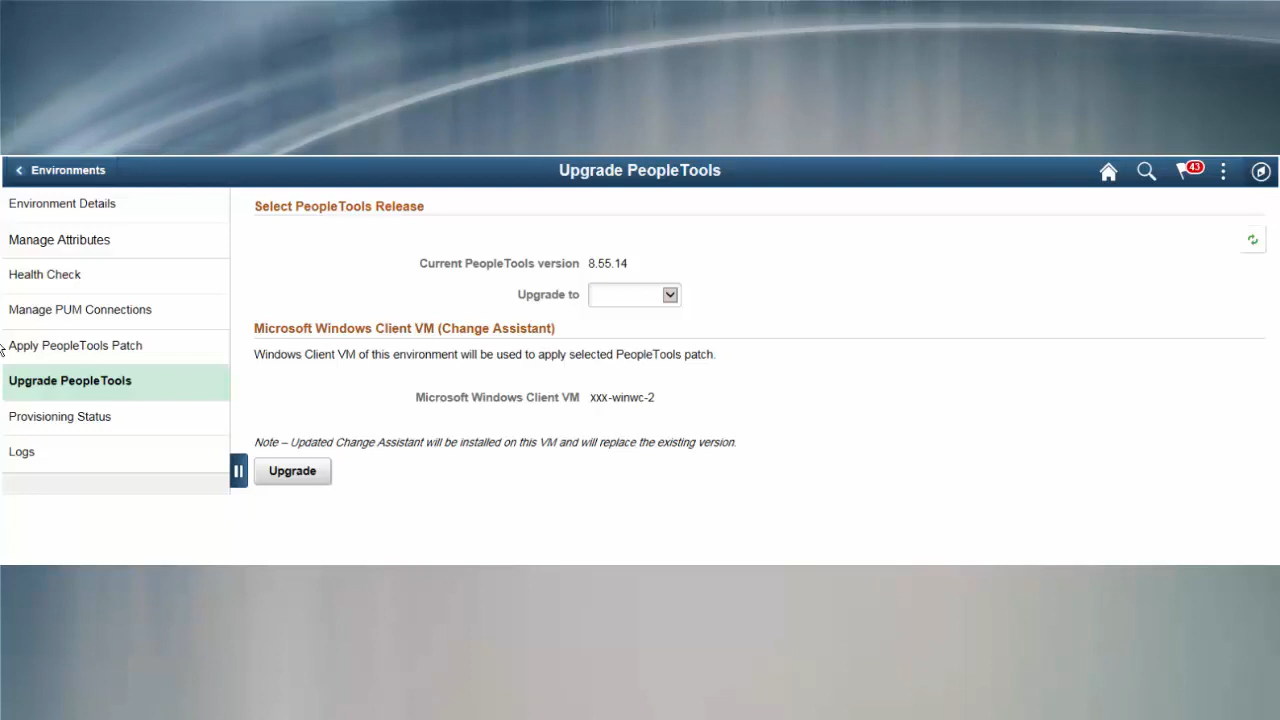 Environments
Upgrade PeopleTools
43
Environment Details
Manage Attributes
Health Check
Manage PUM Connections
Apply PeopleTools Patch
Upgrade PeopleTools
Provisioning Status
Logs
Select PeopleTools Release
Current PeopleTools version 8.55.14
Upgrade to
Microsoft Windows Client VM (Change Assistant)
Windows Client VM of this environment will be used to apply selected PeopleTools patch.
Microsoft Windows Client VM xxx-winwc-2
Note – Updated Change Assistant will be installed on this VM and will replace the existing version.
Upgrade